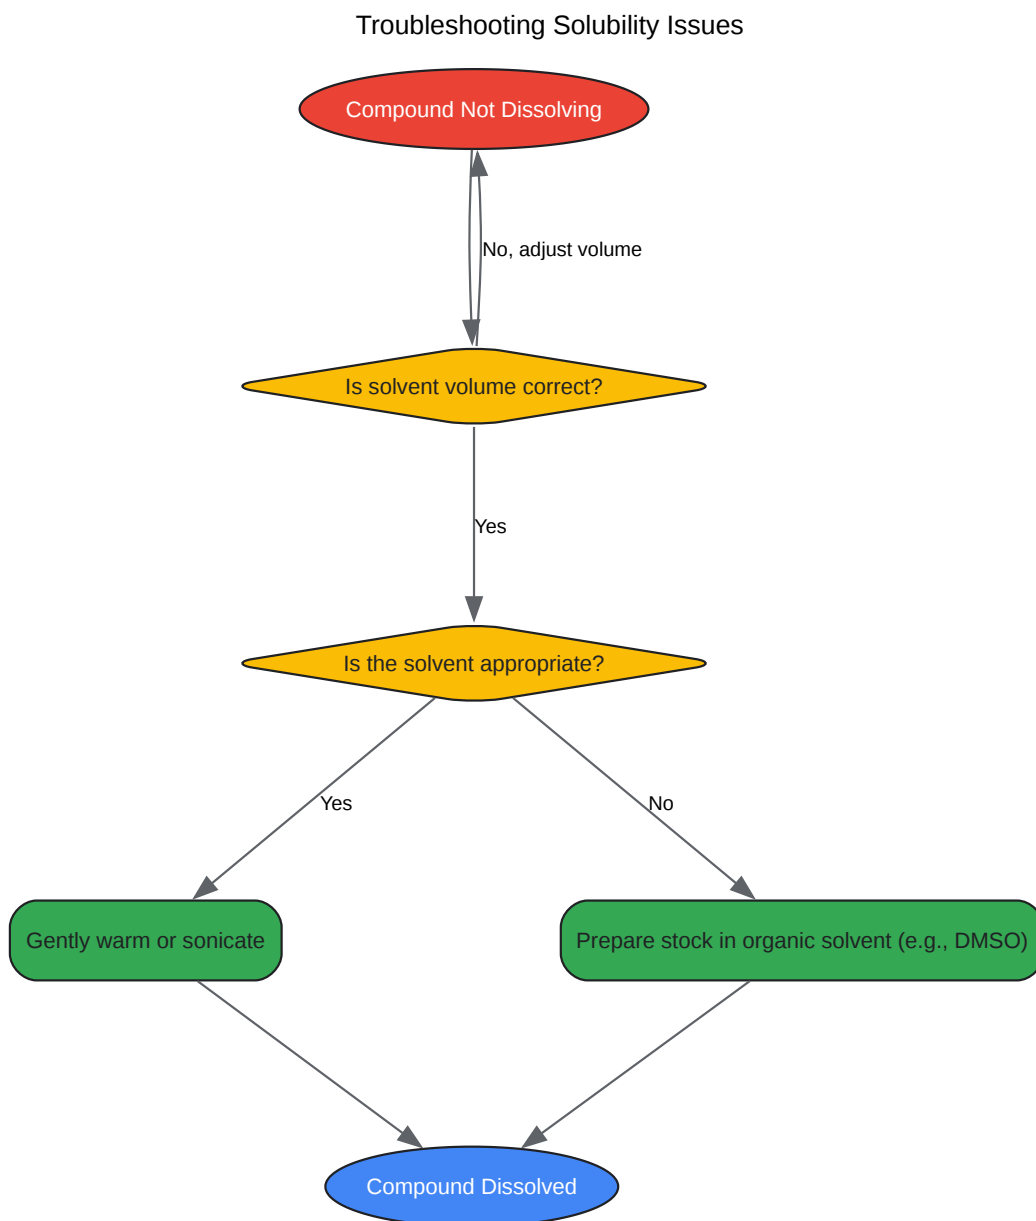 Troubleshooting Solubility Issues
Compound Not Dissolving
No, adjust volume
Is solvent volume correct?
Yes
Is the solvent appropriate?
Yes
No
Gently warm or sonicate
Prepare stock in organic solvent (e.g., DMSO)
Compound Dissolved